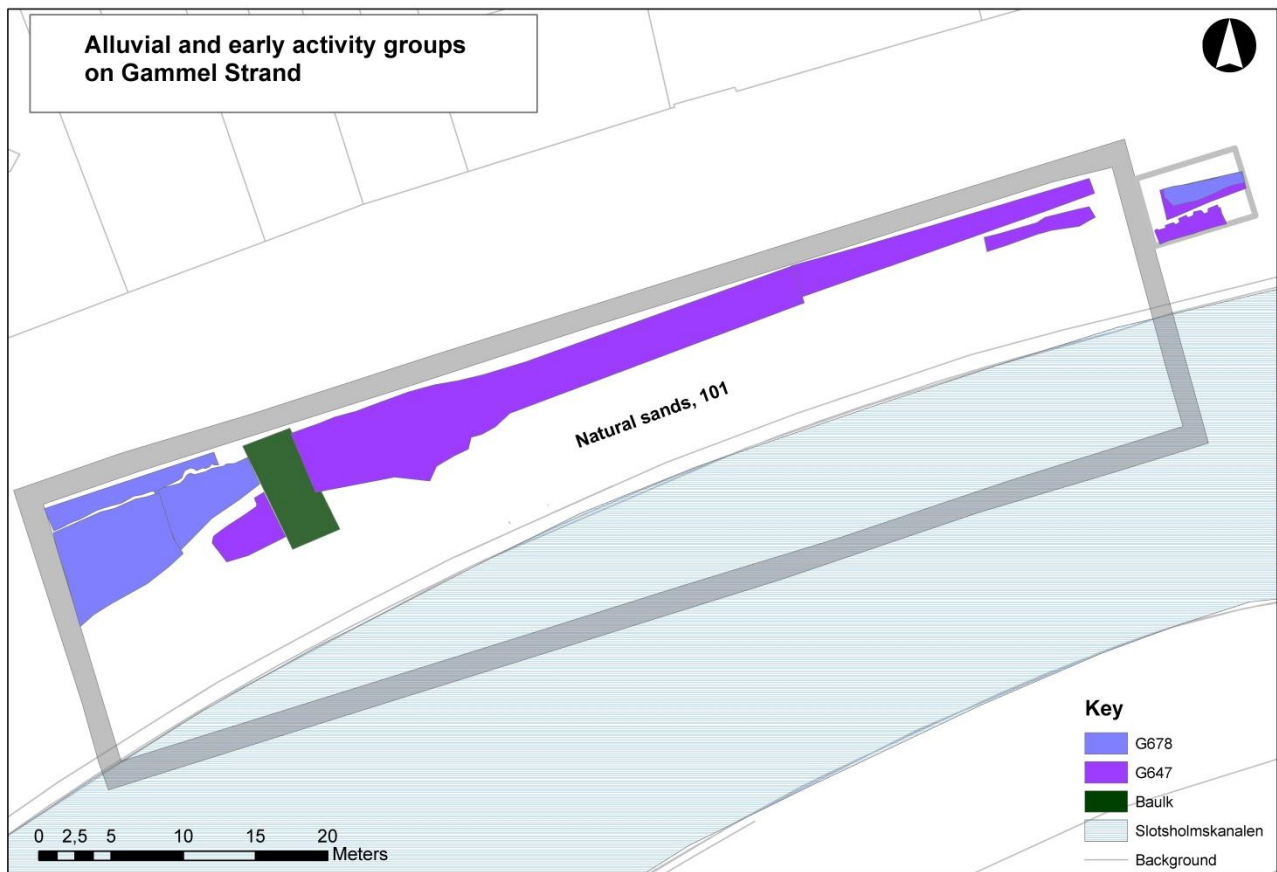 Alluvial and early activity groups
on Gammel Strand
Natural sands, 101
Key
G678
G647
Baulk
Slotsholmskanalen
Background
0 2,5 5 10 15 20
Meters